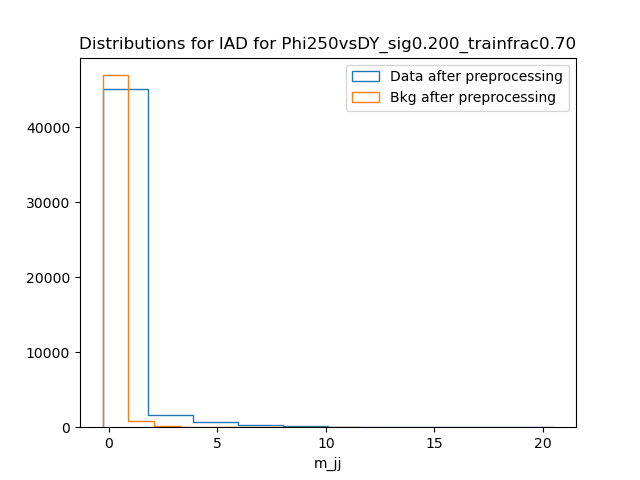 Distributions for IAD for Phi250vsDY_sig0.200_trainfrac0.70
Data after preprocessing
Bkg after preprocessing
40000
30000
20000
10000
0
0
5
10
15
20
m_jj